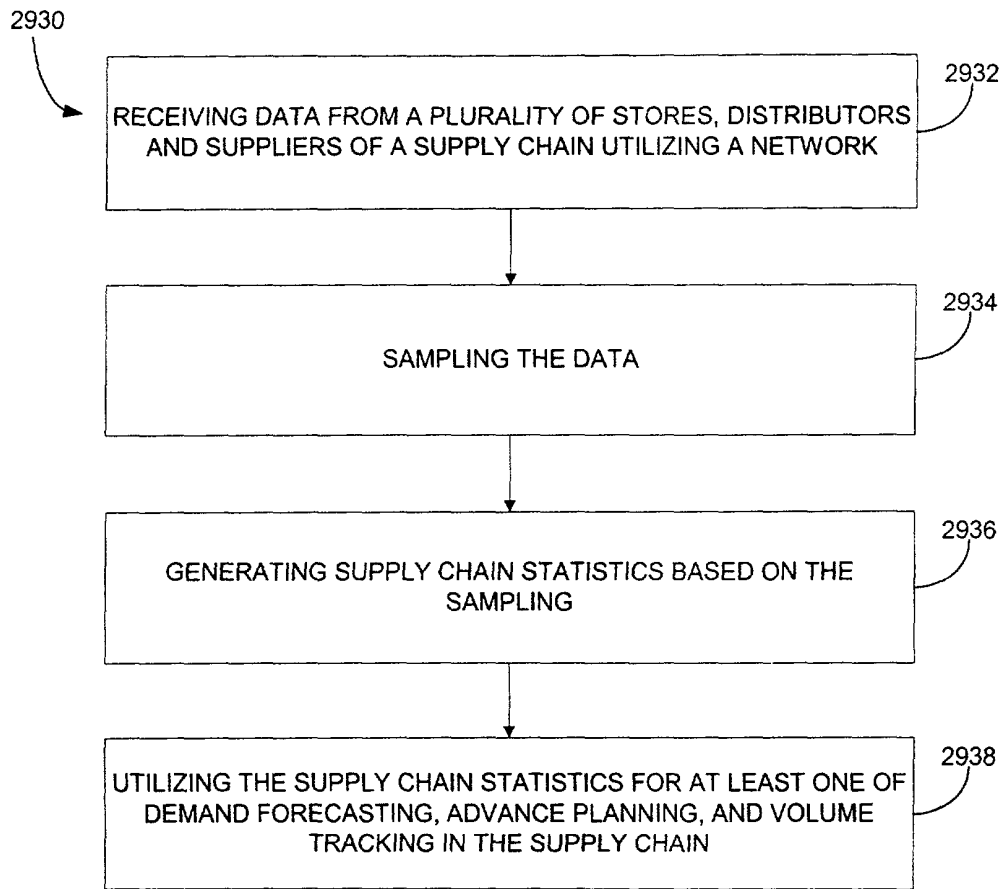 2930
2932
RECEIVING DATA FROM A PLURALITY OF STORES, DISTRIBUTORS
AND SUPPLIERS OF A SUPPLY CHAIN UTILIZING A NETWORK
2934
SAMPLING THE DATA
2936
GENERATING SUPPLY CHAIN STATISTICS BASED ON THE
SAMPLING
2938
UTILIZING THE SUPPLY CHAIN STATISTICS FOR AT LEAST ONE OF
DEMAND FORECASTING, ADVANCE PLANNING, AND VOLUME
TRACKING IN THE SUPPLY CHAIN